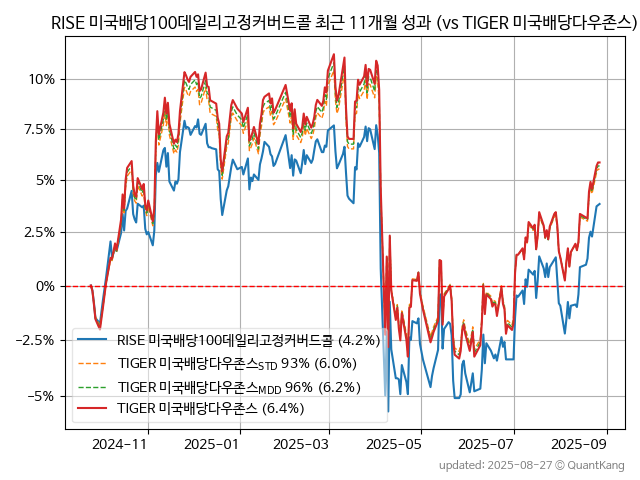 RISE 미국배당100데일리고정커버드콜 최근 11개월 성과 (vs TIGER 미국배당다우존스)
10%
7.5%
5%
2.5%
0%
−2.5%
−5%
RISE 미국배당100데일리고정커버드콜 (4.2%)
TIGER 미국배당다우존스STD 93% (6.0%)
TIGER 미국배당다우존스MDD 96% (6.2%)
TIGER 미국배당다우존스 (6.4%)
2024−11 2025−01 2025−03 2025−05 2025−07 2025−09
updated: 2025-08-27 © QuantKang